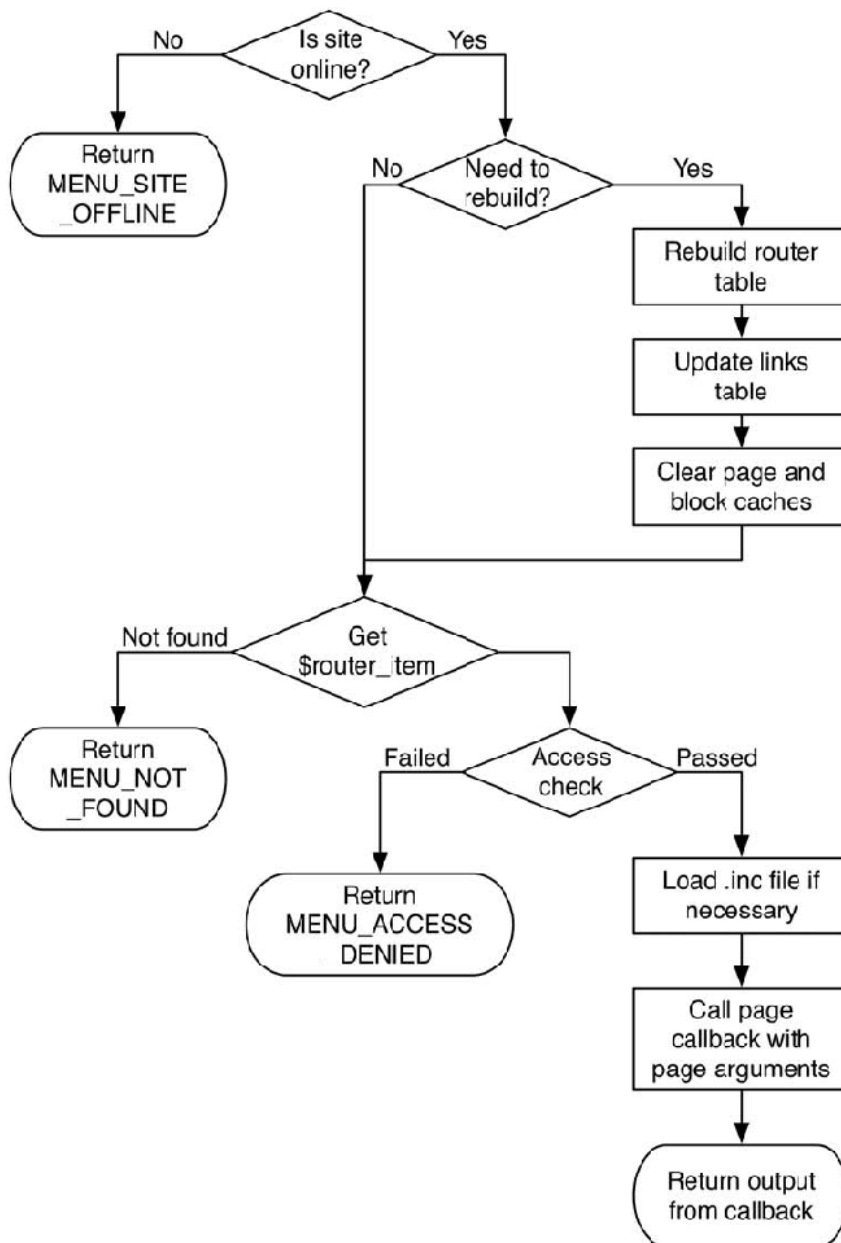 No
Is site
online?
Yes
Return
MENU_SITE
_OFFLINE
No
Need to
rebuild?
Yes
Rebuild router
table
Update links
table
Clear page and
block caches
Not found
Get
$router_item
Return
MENU_NOT
_FOUND
Failed
Access
check
Passed
Return
MENU_ACCESS
DENIED
Load .inc file if
necessary
Call page
callback with
page arguments
Return output
from callback